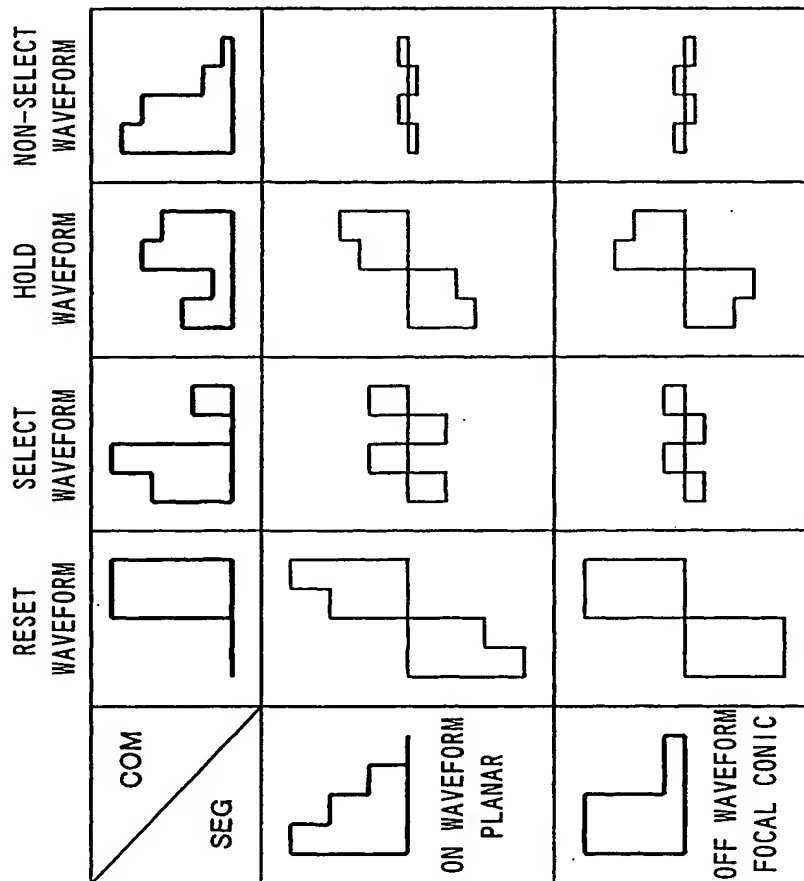 COM
SEG
RESET
WAVEFORM
SELECT
WAVEFORM
HOLD
WAVEFORM
NON-SELECT
WAVEFORM
ON WAVEFORM
PLANAR
OFF WAVEFORM
FOCAL CONIC